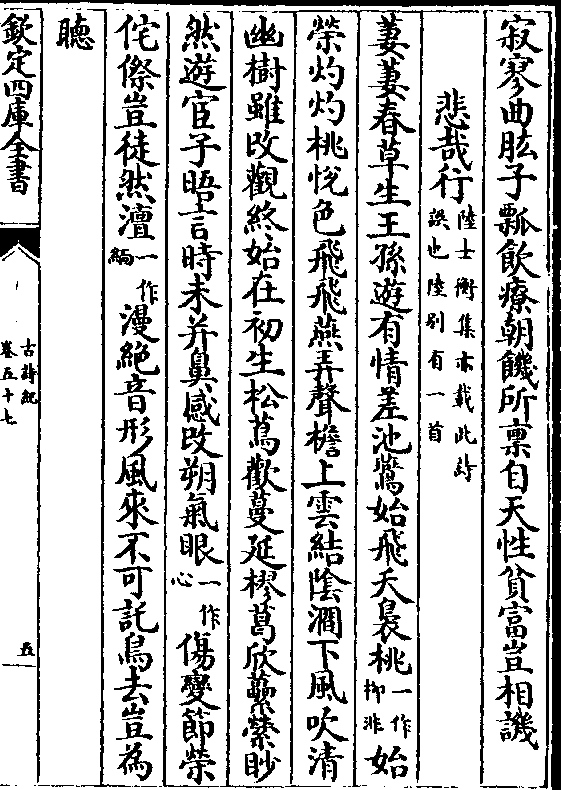 寂寥曲肱子瓢飲療朝饑所禀自天性貧富豈相譏
悲哉行陸士衡集亦載此詩
誤也陸別有一首
萋萋春草生王孫遊有情差池鷰始飛夭裊桃一作
柳非始
榮灼灼桃悅色飛飛燕弄聲檐上雲結陰澗下風吹清
幽樹雖改觀終始在初生松蔦歡蔓延樛葛欣虆縈眇
然遊宦子晤言時未并鼻感改朔氣眼一作
心傷變節榮
侘傺豈徒然澶一作
緬漫絕音形風來不可託鳥去豈為
聽
欽定四庫全書
古詩紀
卷五十七
五